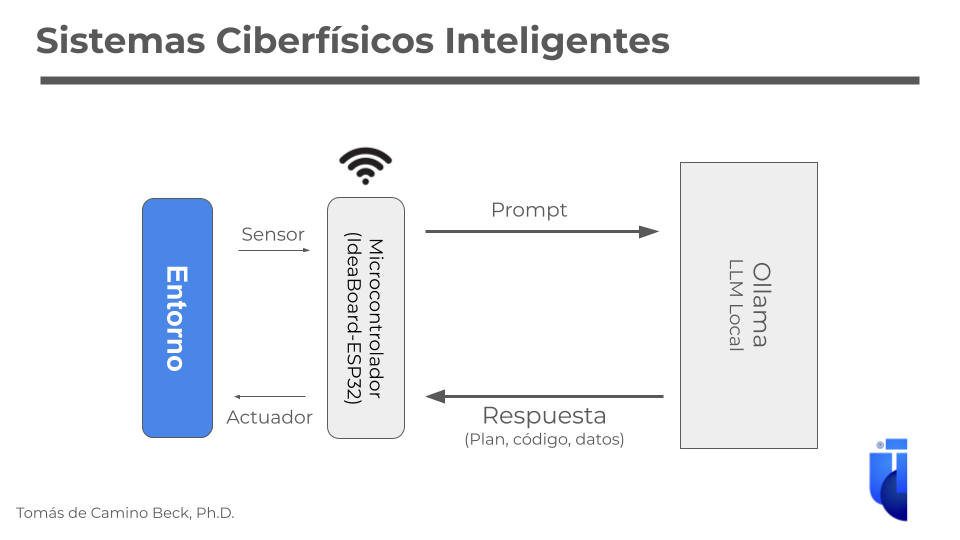 Sistemas Ciberfísicos Inteligentes
Entorno
Sensor
Actuador
Microcontrolador
(IdeaBoard-ESP32)
Prompt
Respuesta
(Plan, código, datos)
Ollama
LLM Local
Tomás de Camino Beck, Ph.D.